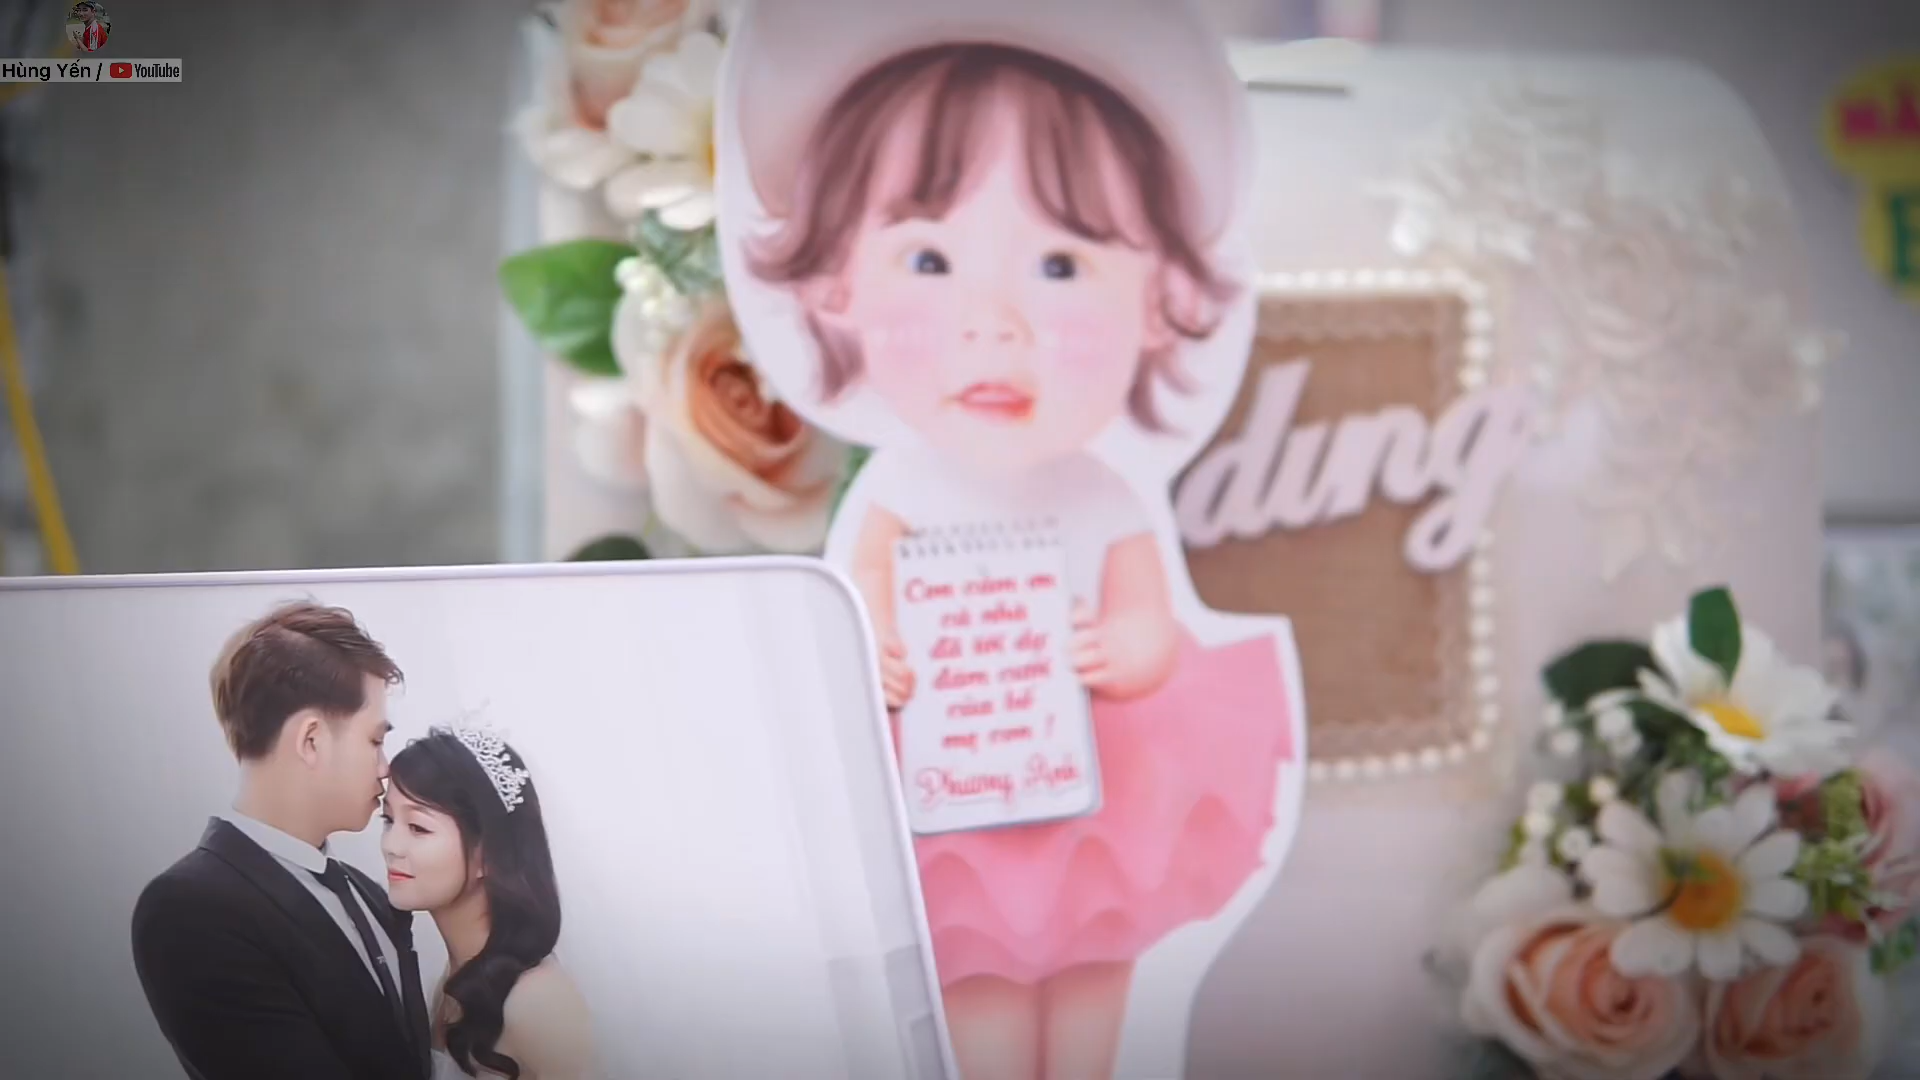 Hùng Yến / YouTube
dıng
Con cảm ơn
cả nhà
đã tới dự
đám cưới
của bố
mẹ con !
Phương Anh